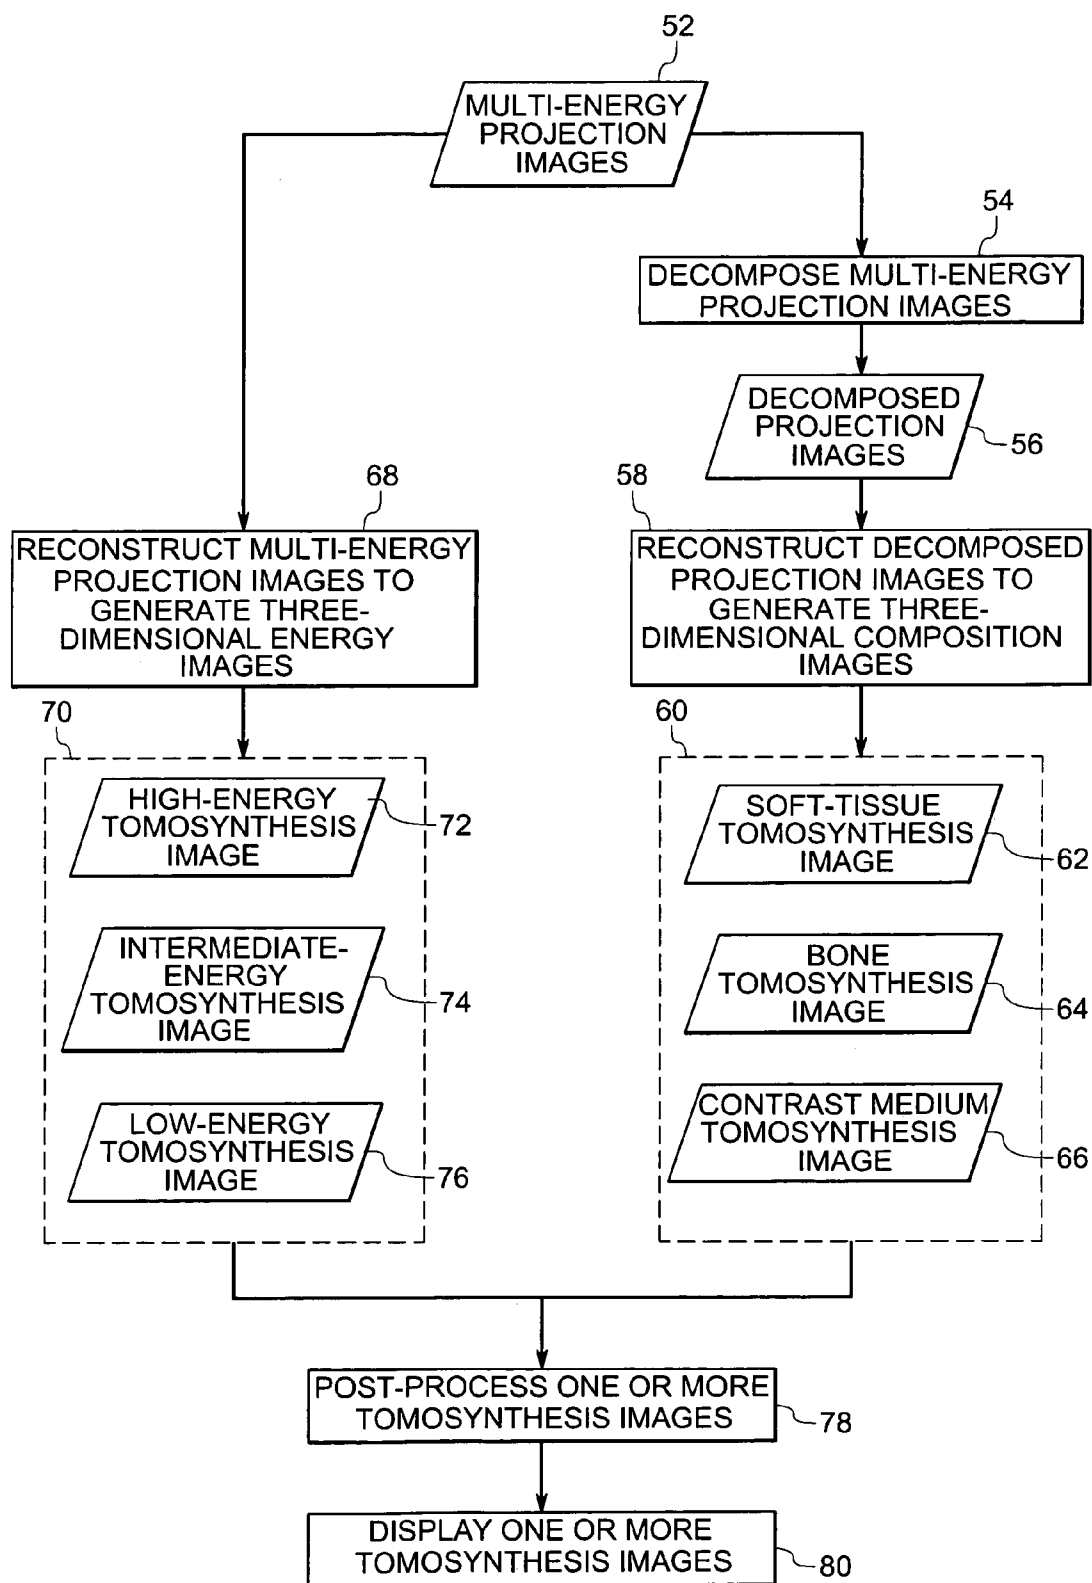 52
MULTI-ENERGY
PROJECTION
IMAGES
54
DECOMPOSE MULTI-ENERGY
PROJECTION IMAGES
DECOMPOSED
PROJECTION
IMAGES
56
68
RECONSTRUCT MULTI-ENERGY
PROJECTION IMAGES TO
GENERATE THREE-
DIMENSIONAL ENERGY
IMAGES
58
RECONSTRUCT DECOMPOSED
PROJECTION IMAGES TO
GENERATE THREE-
DIMENSIONAL COMPOSITION
IMAGES
70
HIGH-ENERGY
TOMOSYNTHESIS
IMAGE
72
INTERMEDIATE-
ENERGY
TOMOSYNTHESIS
IMAGE
74
LOW-ENERGY
TOMOSYNTHESIS
IMAGE
76
60
SOFT-TISSUE
TOMOSYNTHESIS
IMAGE
62
BONE
TOMOSYNTHESIS
IMAGE
64
CONTRAST MEDIUM
TOMOSYNTHESIS
IMAGE
66
POST-PROCESS ONE OR MORE
TOMOSYNTHESIS IMAGES
78
DISPLAY ONE OR MORE
TOMOSYNTHESIS IMAGES
80